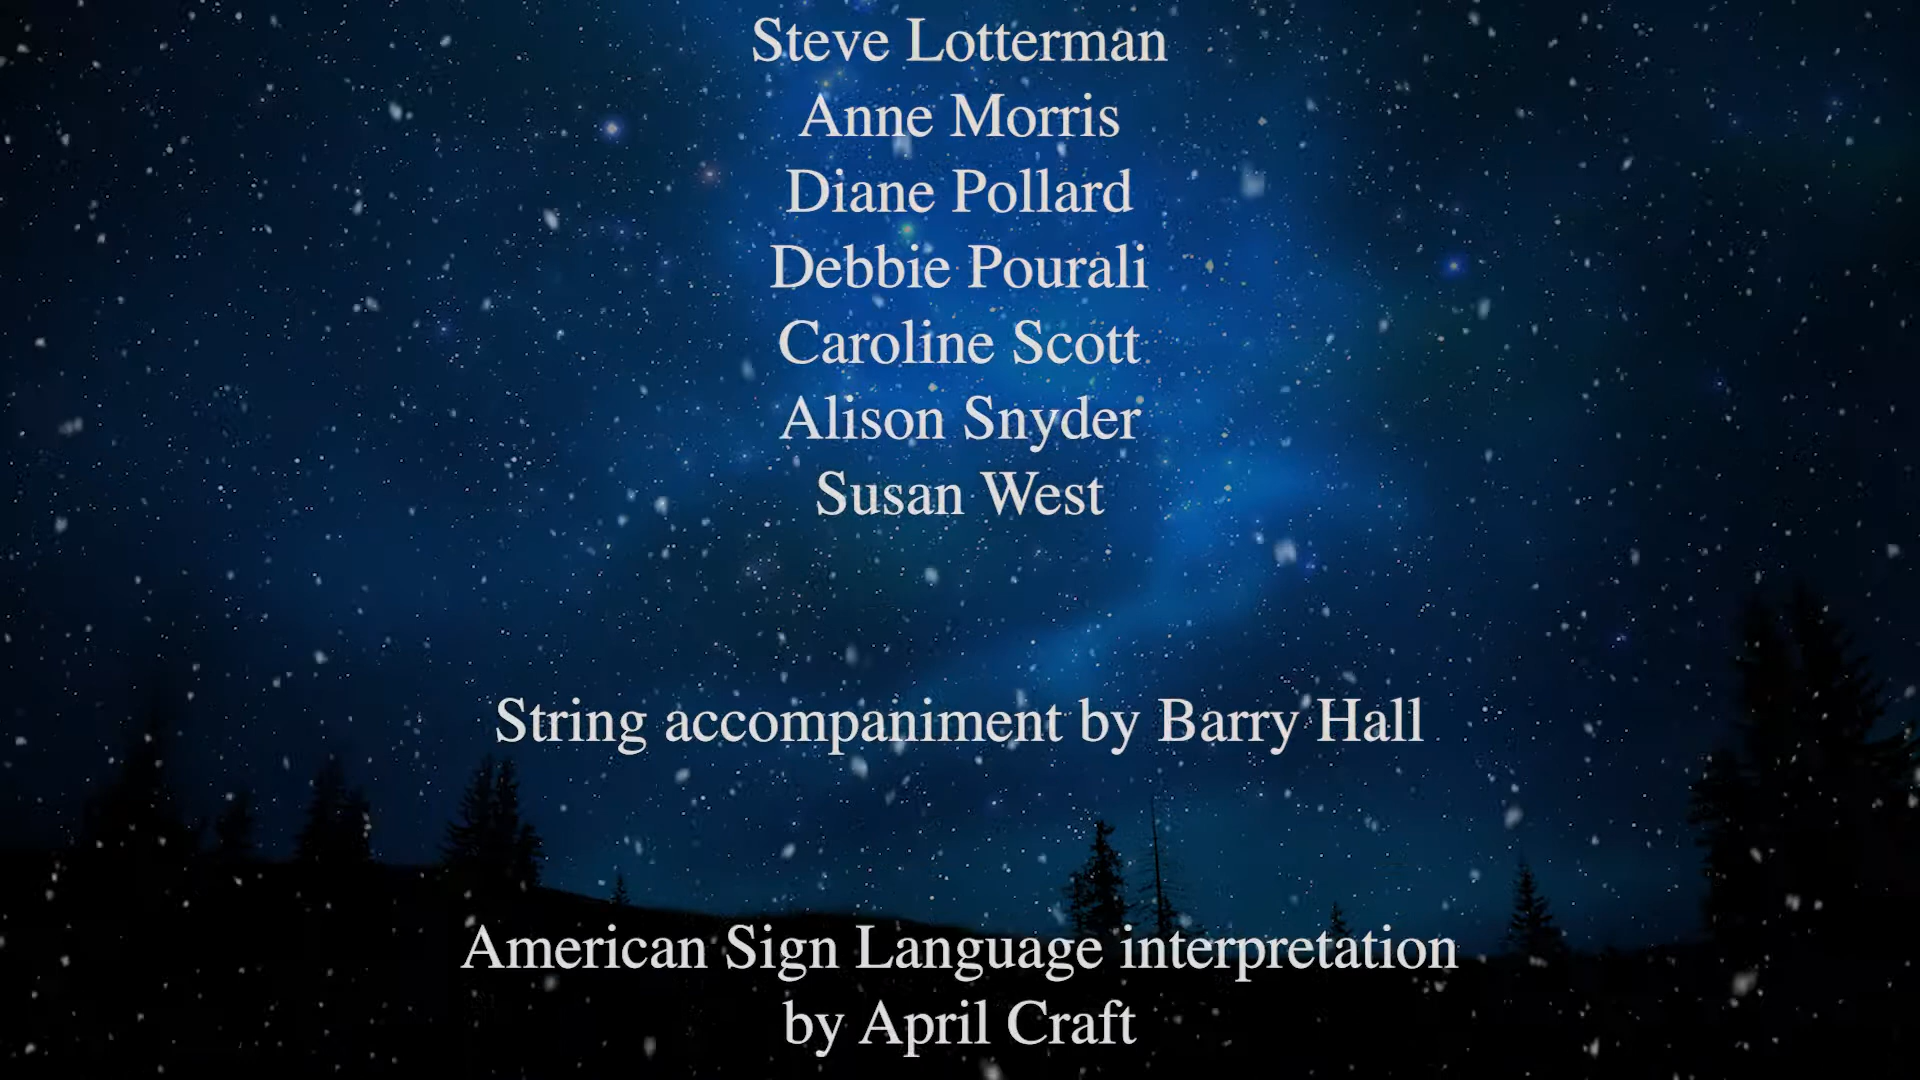 Steve Lotterman
Anne Morris
Diane Pollard
Debbie Pourali
Caroline Scott
Alison Snyder
Susan West
String accompaniment by Barry Hall
American Sign Language interpretation
by April Craft